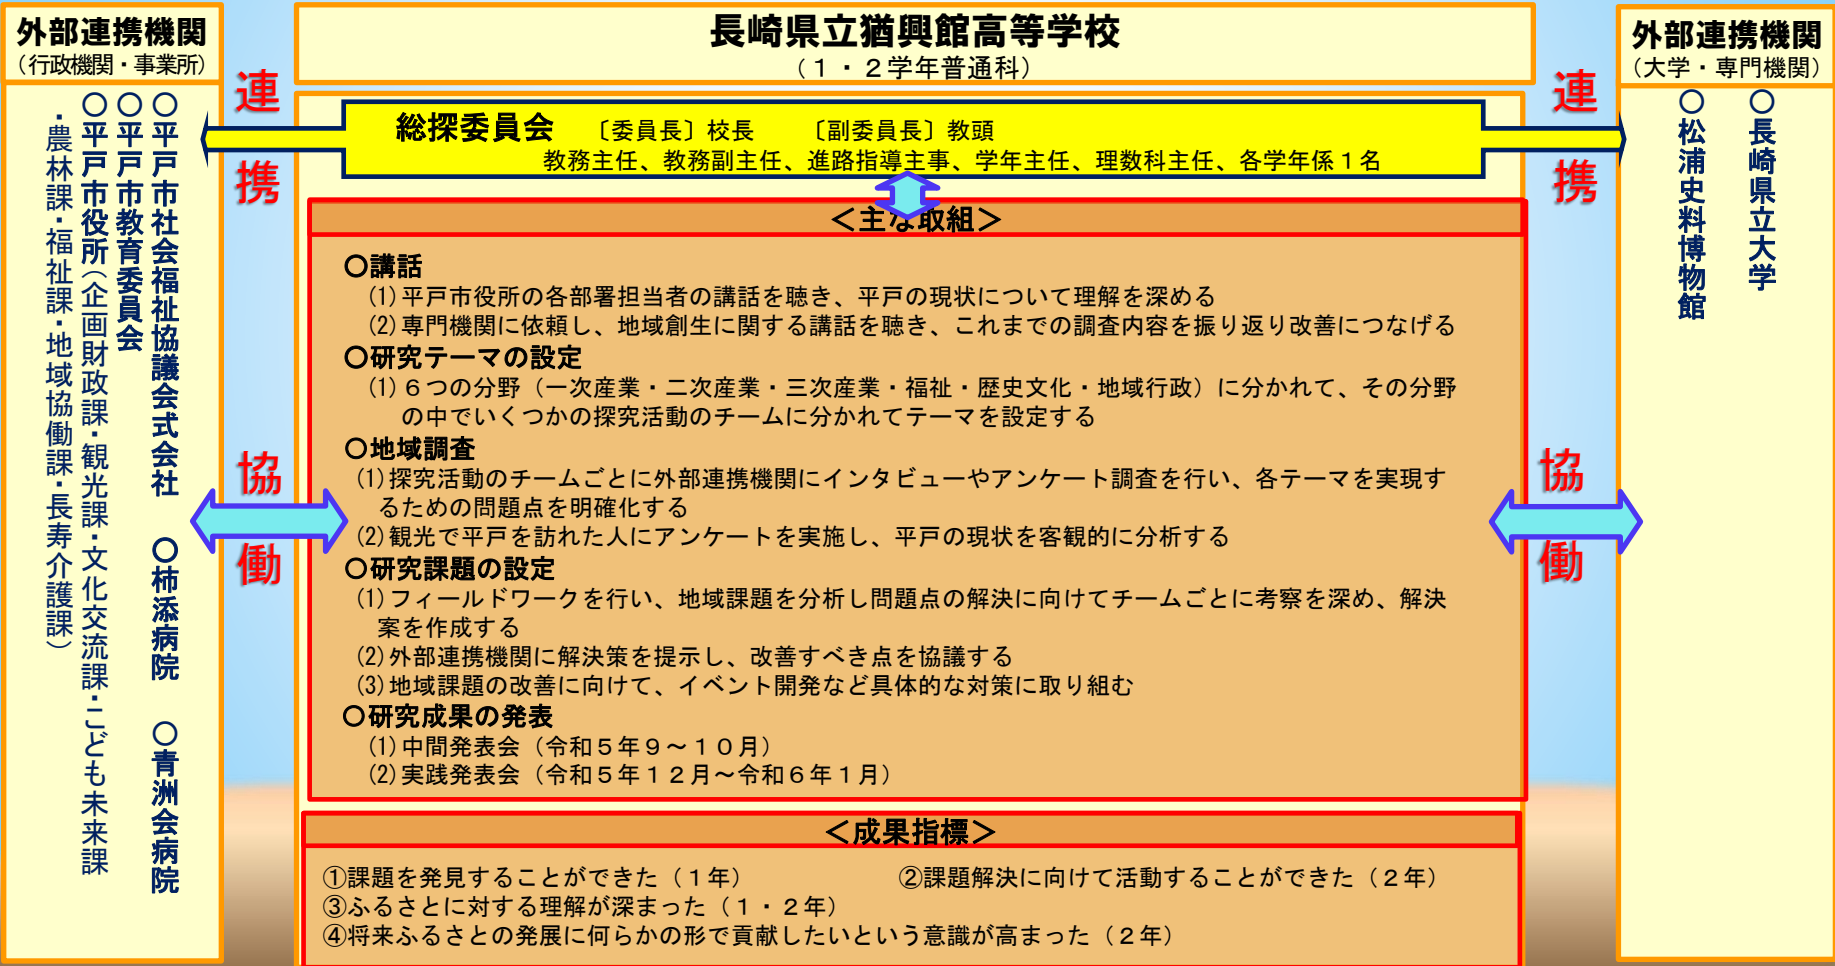 外部連携機関
（行政機関・事業所）
〇平戸市社会福祉協議会式会社　〇柿添病院　〇青洲会病院
〇平戸市教育委員会
〇平戸市役所（企画財政課・観光課・文化交流課・こども未来課
・農林課・福祉課・地域協働課・長寿介護課）
連
携
協
働
長崎県立猶興館高等学校
（１・２学年普通科）
総探委員会　〔委員長〕校長　〔副委員長〕教頭
教務主任、教務副主任、進路指導主事、学年主任、理数科主任、各学年係１名
＜主な取組＞
〇講話
(1)平戸市役所の各部署担当者の講話を聴き、平戸の現状について理解を深める
(2)専門機関に依頼し、地域創生に関する講話を聴き、これまでの調査内容を振り返り改善につなげる
〇研究テーマの設定
(1)６つの分野（一次産業・二次産業・三次産業・福祉・歴史文化・地域行政）に分かれて、その分野
の中でいくつかの探究活動のチームに分かれてテーマを設定する
〇地域調査
(1)探究活動のチームごとに外部連携機関にインタビューやアンケート調査を行い、各テーマを実現す
るための問題点を明確化する
(2)観光で平戸を訪れた人にアンケートを実施し、平戸の現状を客観的に分析する
〇研究課題の設定
(1)フィールドワークを行い、地域課題を分析し問題点の解決に向けてチームごとに考察を深め、解決
案を作成する
(2)外部連携機関に解決策を提示し、改善すべき点を協議する
(3)地域課題の改善に向けて、イベント開発など具体的な対策に取り組む
〇研究成果の発表
(1)中間発表会（令和５年９～１０月）
(2)実践発表会（令和５年１２月～令和６年１月）
＜成果指標＞
①課題を発見することができた（１年）　②課題解決に向けて活動することができた（２年）
③ふるさとに対する理解が深まった（１・２年）
④将来ふるさとの発展に何らかの形で貢献したいという意識が高まった（２年）
連
携
協
働
外部連携機関
（大学・専門機関）
〇長崎県立大学
〇松浦史料博物館